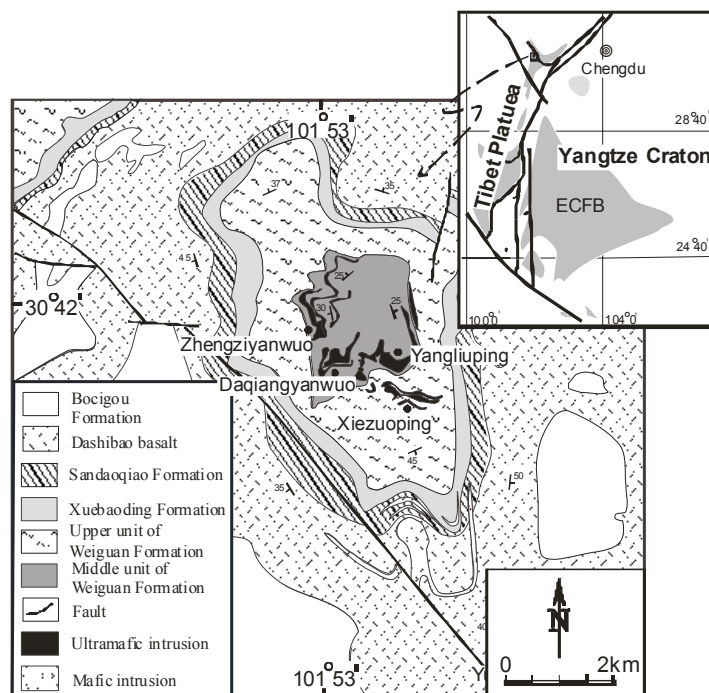 Chengdu
28°40'
Tibet Platuea
Yangtze Craton
ECFB
24°40'
100°0
104°0
101°53
37
35
45
25
30
25
30°42
Zhengziyanwuo
Yangliuping
Daqiangyanwuo
Xiezuoping
45
50
35
40
Bocigou
Formation
Dashibao basalt
Sandaoqiao Formation
Xuebaoding Formation
Upper unit of
Weiguan Formation
Middle unit of
Weiguan Formation
Fault
Ultramafic intrusion
Mafic intrusion
N
0 2km
101°53